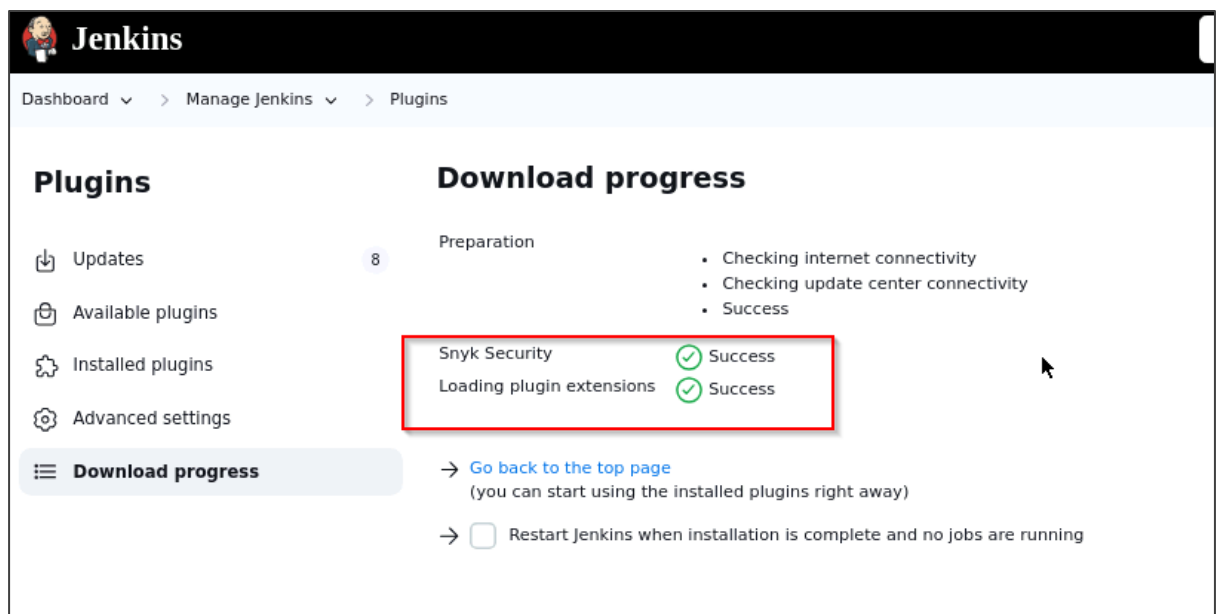 Jenkins
Dashboard
Manage Jenkins
Plugins
Plugins
Updates
8
Available plugins
Installed plugins
Advanced settings
Download progress
Download progress
Preparation
Checking internet connectivity
Checking update center connectivity
Success
Snyk Security Success
Loading plugin extensions Success
Go back to the top page
(you can start using the installed plugins right away)
Restart Jenkins when installation is complete and no jobs are running